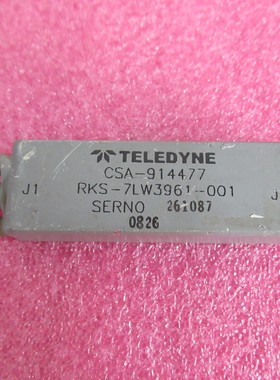 TELEDYNE
CSA-914477
J1 RKS-7LW3961-001 J
SERNO 261087
0826